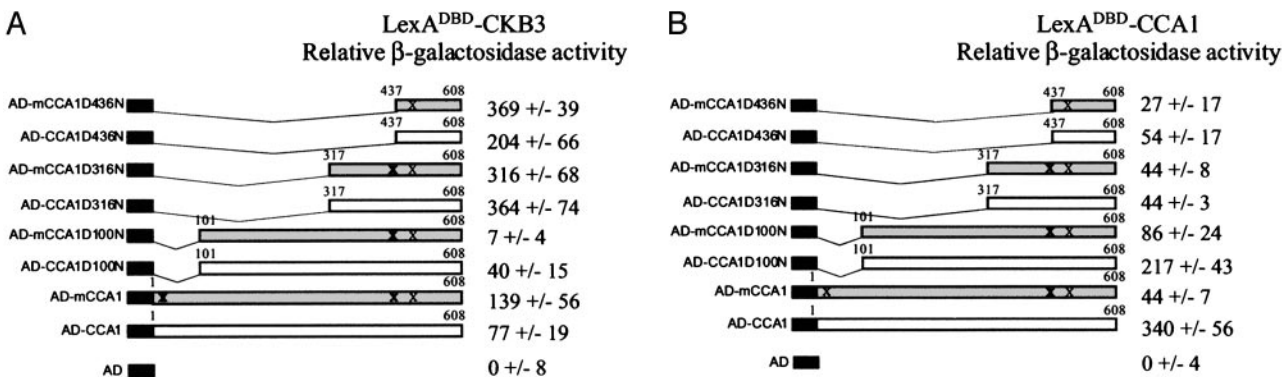 A
LexA^DBD-CKB3
Relative β-galactosidase activity
437 608
AD-mCCA1D436N X 369 +/- 39
437 608
AD-CCA1D436N 204 +/- 66
317 608
AD-mCCA1D316N X X 316 +/- 68
317 608
AD-CCA1D316N 364 +/- 74
101 608
AD-mCCA1D100N X X 7 +/- 4
101 608
AD-CCA1D100N 40 +/- 15
1 608
AD-mCCA1 X X X 139 +/- 56
1 608
AD-CCA1 77 +/- 19
AD 0 +/- 8
B
LexA^DBD-CCA1
Relative β-galactosidase activity
437 608
AD-mCCA1D436N X 27 +/- 17
437 608
AD-CCA1D436N 54 +/- 17
317 608
AD-mCCA1D316N X X 44 +/- 8
317 608
AD-CCA1D316N 44 +/- 3
101 608
AD-mCCA1D100N X X 86 +/- 24
101 608
AD-CCA1D100N 217 +/- 43
1 608
AD-mCCA1 X X X 44 +/- 7
1 608
AD-CCA1 340 +/- 56
AD 0 +/- 4